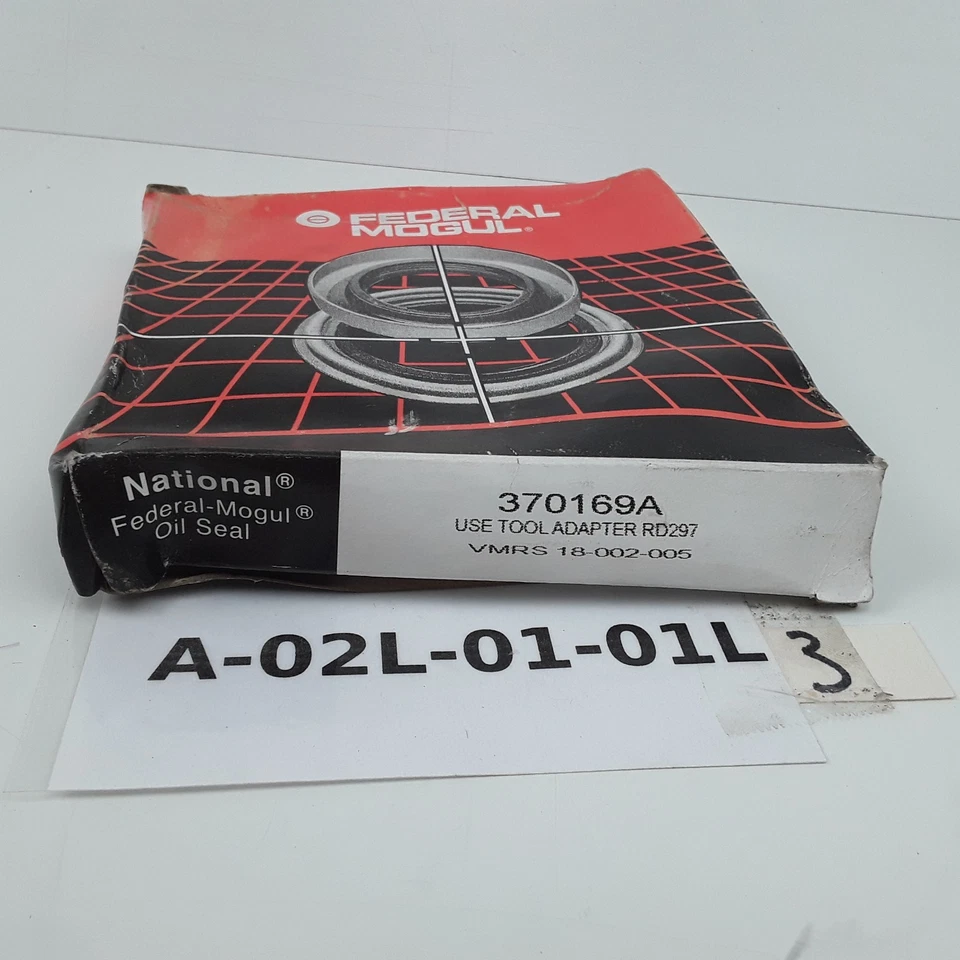 FEDERAL
MOGUL®
National®
Federal-Mogul®
Oil Seal
370169A
USE TOOL ADAPTER RD297
VMRS 18-002-005
A-02L-01-01L
3